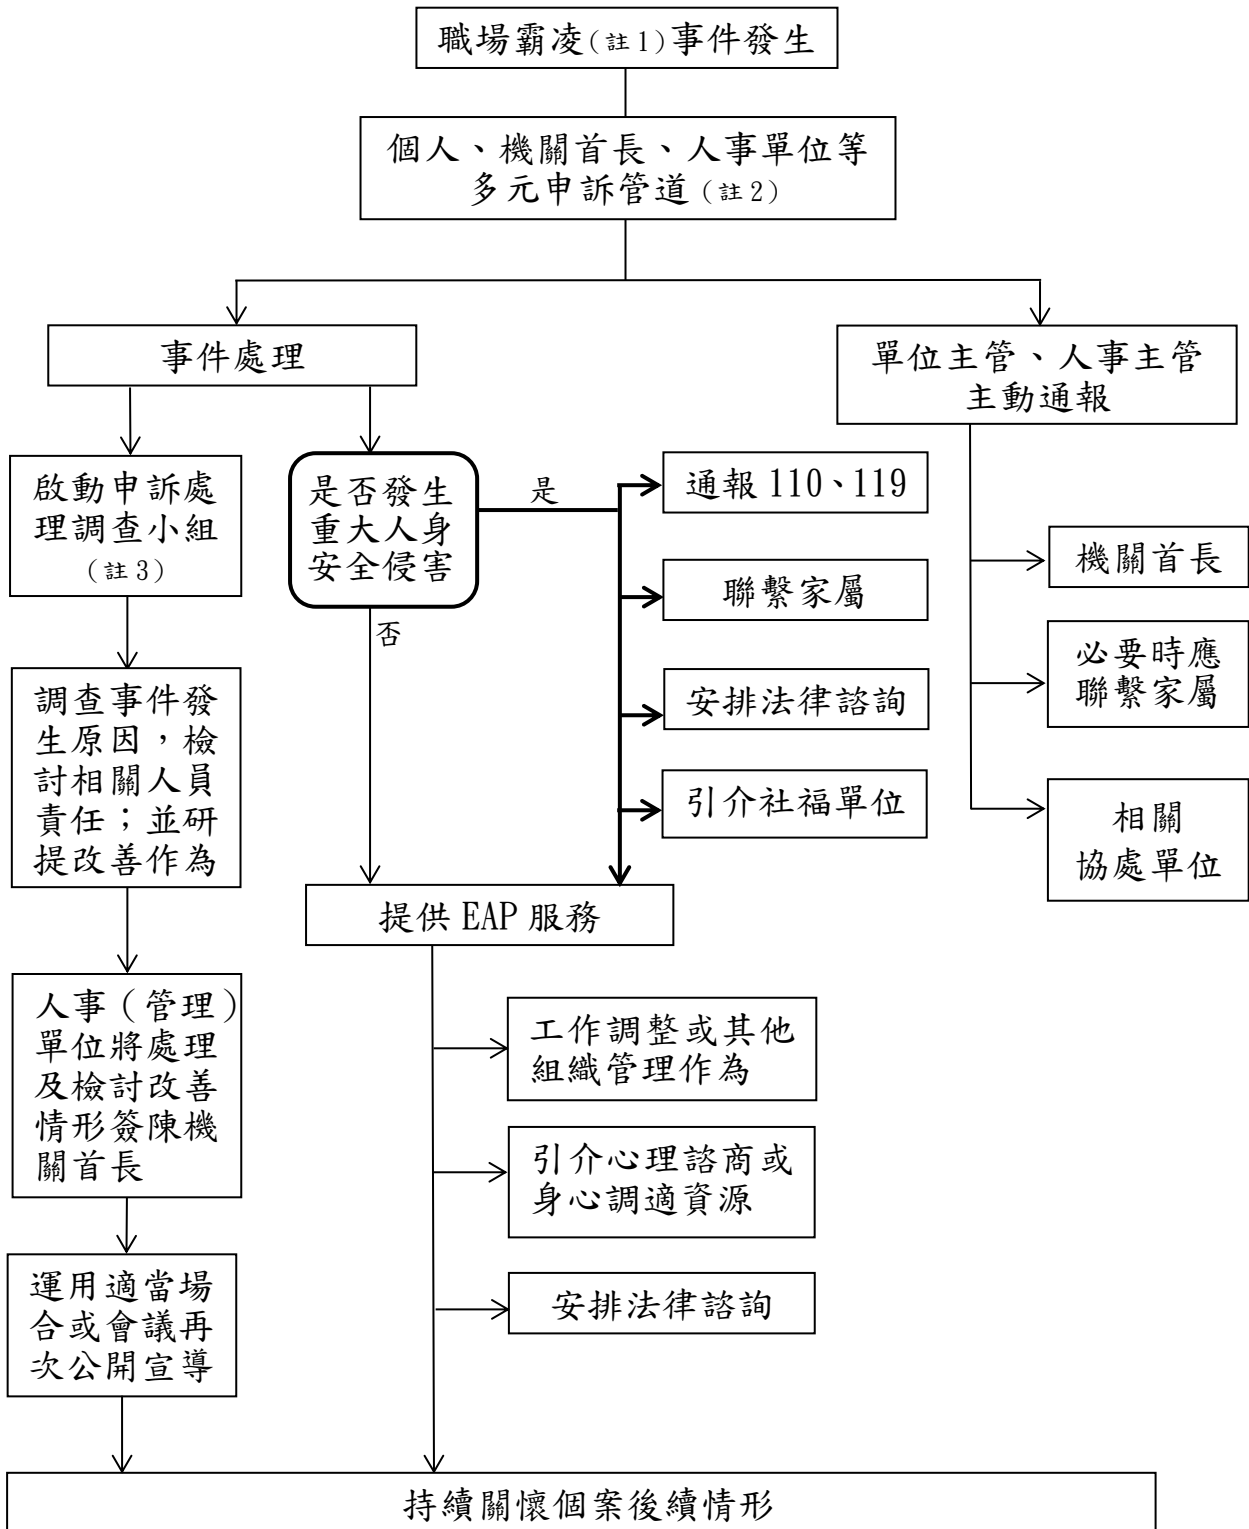 職場霸凌(註1)事件發生
個人、機關首長、人事單位等
多元申訴管道(註2)
事件處理
單位主管、人事主管
主動通報
啟動申訴處
理調查小組
(註3)
是否發生
重大人身
安全侵害
是
否
通報 110、119
聯繫家屬
安排法律諮詢
引介社福單位
機關首長
必要時應
聯繫家屬
相關
協處單位
調查事件發
生原因，檢
討相關人員
責任；並研
提改善作為
提供 EAP 服務
人事（管理）
單位將處理
及檢討改善
情形簽陳機
關首長
工作調整或其他
組織管理作為
引介心理諮商或
身心調適資源
安排法律諮詢
運用適當場
合或會議再
次公開宣導
持續關懷個案後續情形